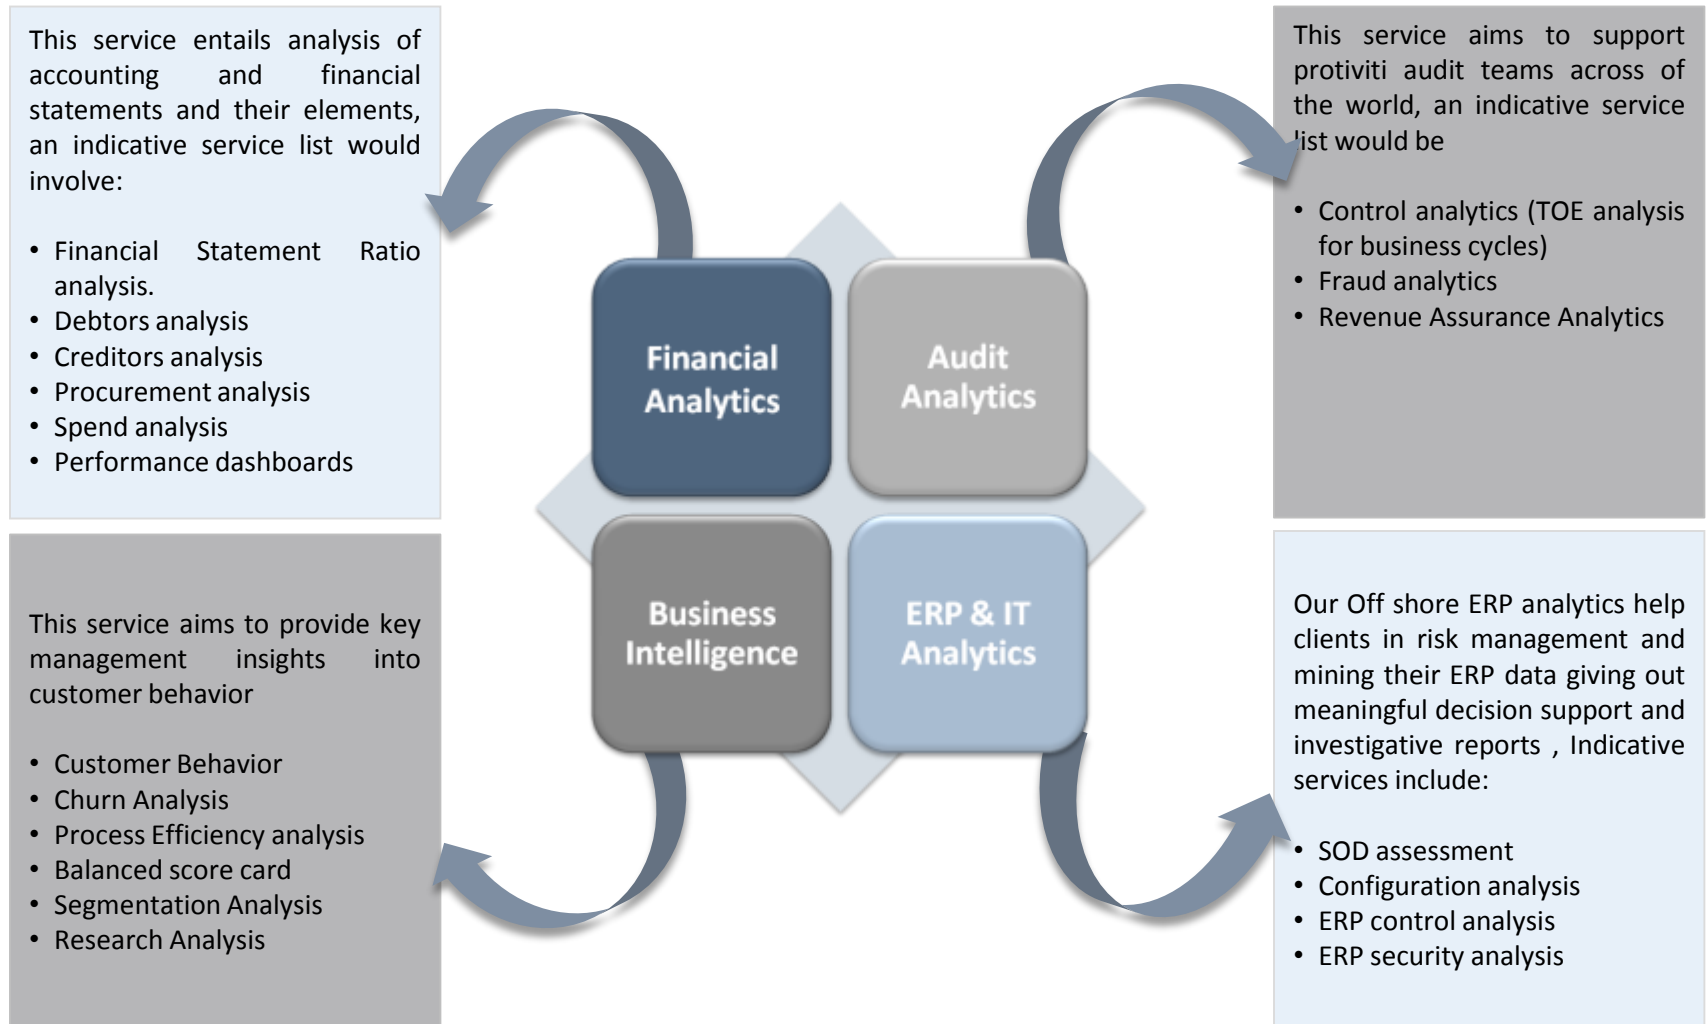 This service entails analysis of
accounting and financial
statements and their elements,
an indicative service list would
involve:
• Financial Statement Ratio
analysis.
• Debtors analysis
• Creditors analysis
• Procurement analysis
• Spend analysis
• Performance dashboards
This service aims to support
protiviti audit teams across of
the world, an indicative service
list would be
• Control analytics (TOE analysis
for business cycles)
• Fraud analytics
• Revenue Assurance Analytics
Financial
Analytics
Audit
Analytics
Business
Intelligence
ERP & IT
Analytics
This service aims to provide key
management insights into
customer behavior
• Customer Behavior
• Churn Analysis
• Process Efficiency analysis
• Balanced score card
• Segmentation Analysis
• Research Analysis
Our Off shore ERP analytics help
clients in risk management and
mining their ERP data giving out
meaningful decision support and
investigative reports , Indicative
services include:
• SOD assessment
• Configuration analysis
• ERP control analysis
• ERP security analysis